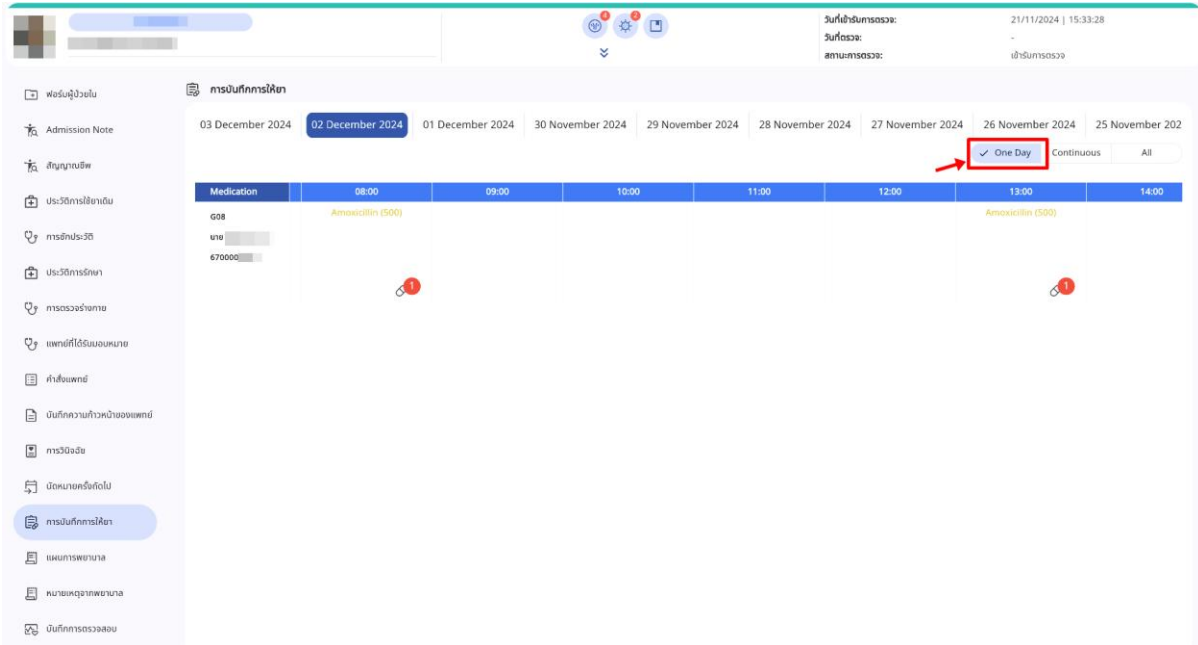 4
2
วันที่เข้ารับการตรวจ: 21/11/2024 | 15:33:28
วันที่ตรวจ: -
สถานะการตรวจ: เข้ารับการตรวจ
ฟอร์มผู้ป่วยใน
Admission Note
สัญญาณชีพ
ประวัติการใช้ยาเดิม
การซักประวัติ
ประวัติการรักษา
การตรวจร่างกาย
แพทย์ที่ได้รับมอบหมาย
คำสั่งแพทย์
บันทึกความก้าวหน้าของแพทย์
การวินิจฉัย
นัดหมายครั้งถัดไป
การบันทึกการให้ยา
แผนการพยาบาล
หมายเหตุจากพยาบาล
บันทึกการตรวจสอบ
การบันทึกการให้ยา
03 December 2024 02 December 2024 01 December 2024 30 November 2024 29 November 2024 28 November 2024 27 November 2024 26 November 2024 25 November 202
One Day Continuous All
Medication 08:00 09:00 10:00 11:00 12:00 13:00 14:00
G08 Amoxicillin (500) Amoxicillin (500)
นาย
670000
1 1